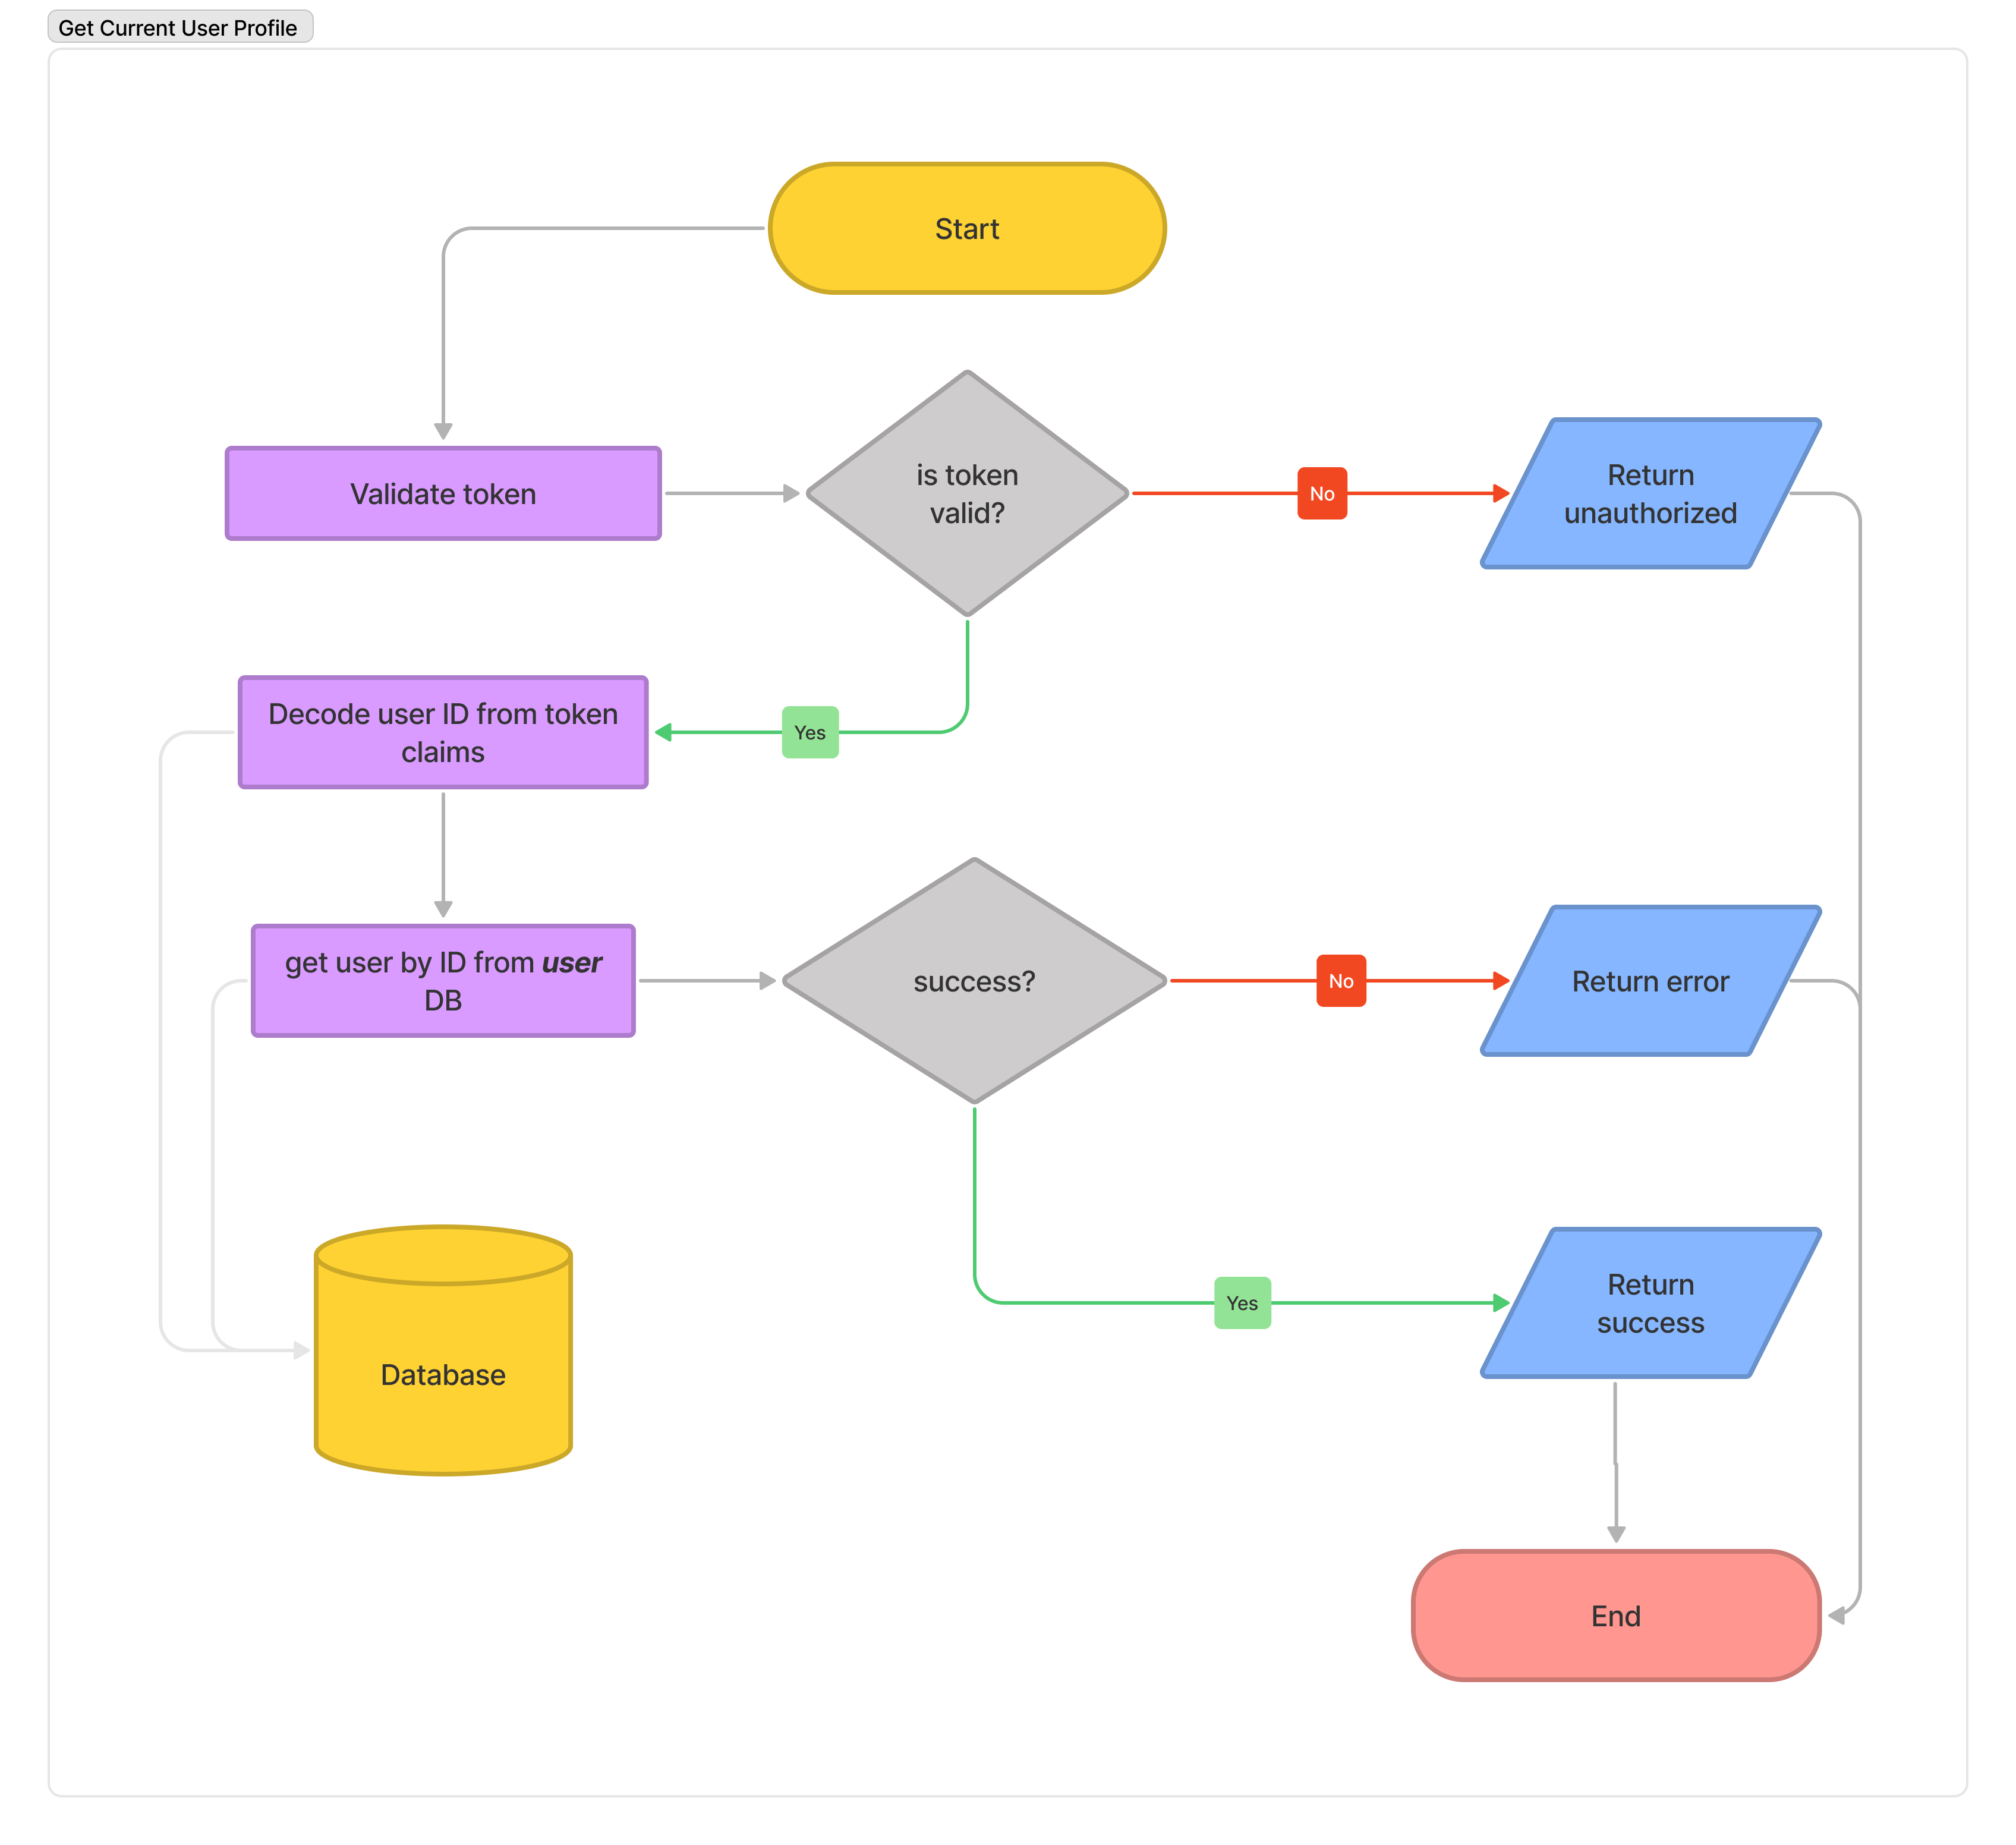 Get Current User Profile
Start
Validate token
is token
valid?
No
Return
unauthorized
Decode user ID from token
claims
Yes
get user by ID from user
DB
success?
No
Return error
Database
Yes
Return
success
End